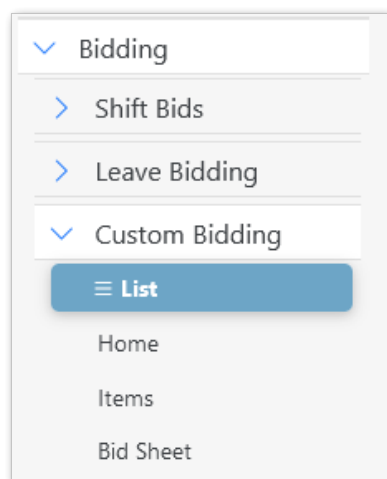 Bidding
Shift Bids
Leave Bidding
Custom Bidding
List
Home
Items
Bid Sheet